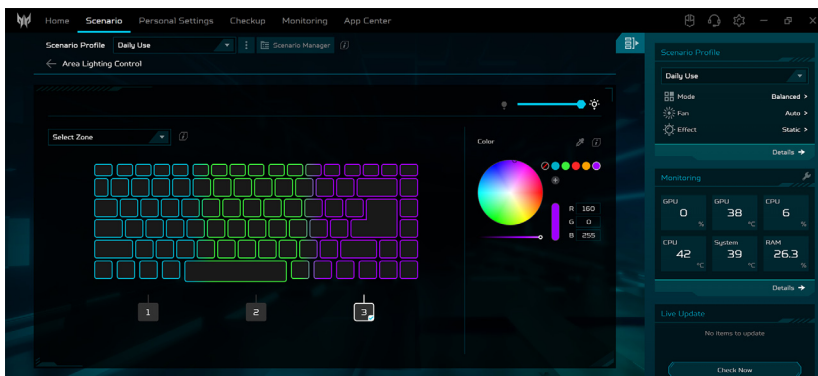 Home Scenario Personal Settings Checkup Monitoring App Center
Scenario Profile Daily Use Scenario Manager
Area Lighting Control
Select Zone
1 2 3
Color
R 160
G 0
B 255
Scenario Profile
Daily Use
Mode Balanced >
Fan Auto >
Effect Static >
Details
Monitoring
GPU GPU CPU
0 % 38 °C 6 %
CPU System RAM
42 °C 39 °C 26.3 %
Details
Live Update
No Items to update
Check Now